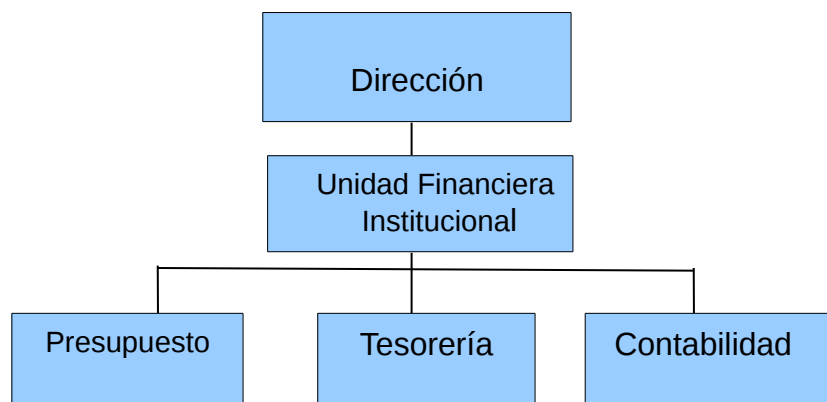 Dirección
Unidad Financiera
Institucional
Presupuesto
Tesorería
Contabilidad